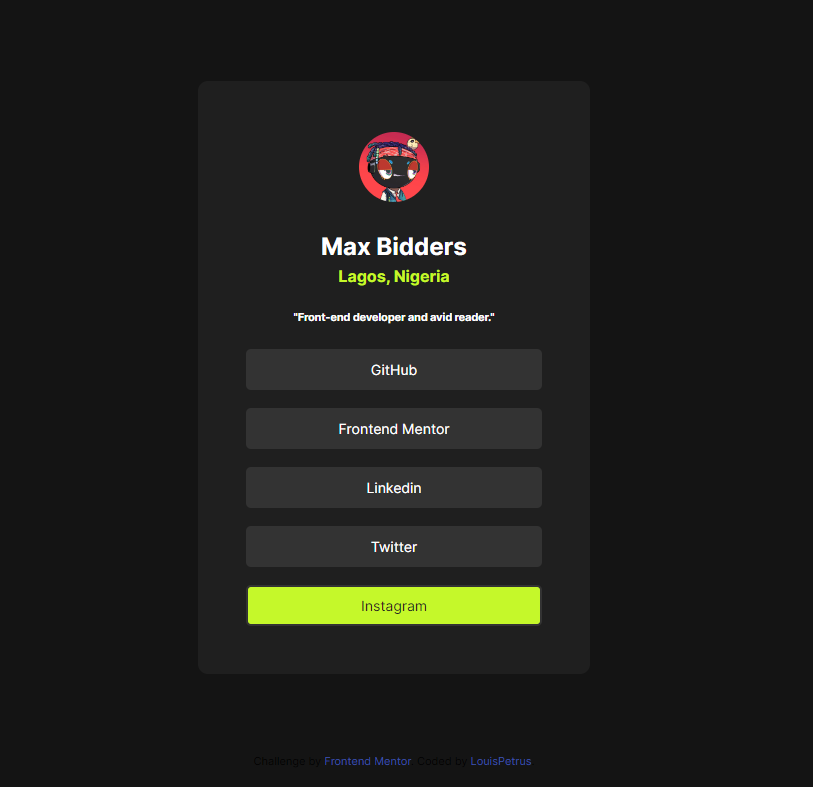 Max Bidders
Lagos, Nigeria
"Front-end developer and avid reader."
GitHub
Frontend Mentor
Linkedin
Twitter
Instagram
Challenge by Frontend Mentor. Coded by LouisPetrus